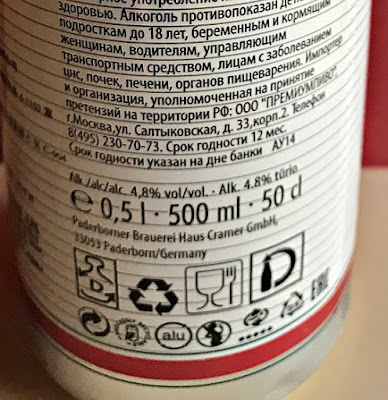 здоровью. Алкоголь противопоказан
подросткам до 18 лет, беременным и кормящим
женщинам, водителям, управляющим
транспортным средством, лицам с заболеванием
цнс, почек, печени, органов пищеварения. Импортер
и организация, уполномоченная на принятие
претензий на территории РФ: ООО "ПРЕМИУМПИВО",
г.Москва,ул. Салтыковская, д. 33,корп.2. Телефон
8(495) 230-70-73. Срок годности 12 мес.
Срок годности указан на дне банки АУ14
Alk./alc/alc. 4,8% vol/vol. · Alk. 4.8% tūrio
℮ 0,5 l · 500 ml · 50 cl
Paderborner Brauerei Haus Cramer GmbH,
33053 Paderborn/Germany
D
alu
EAC